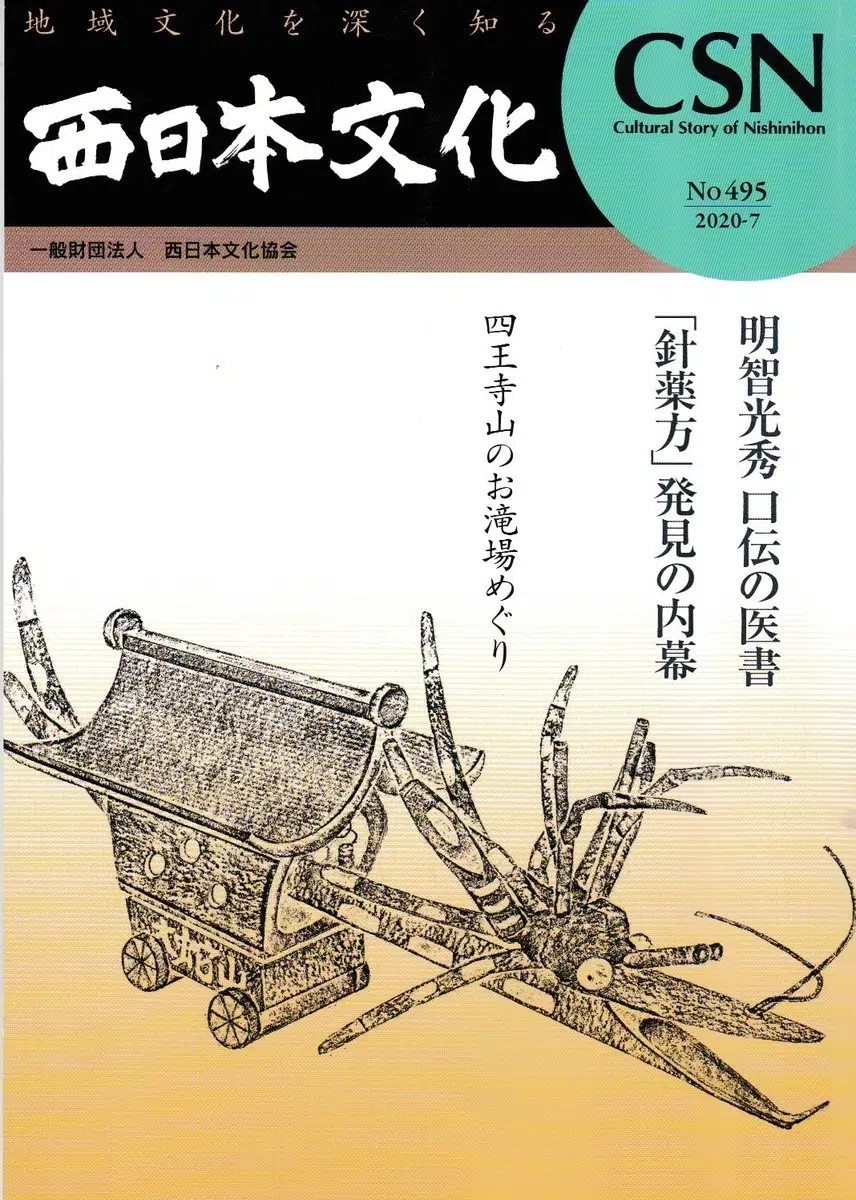 地域文化を深く知る
西日本文化
CSN
Cultural Story of Nishinihon
No495
2020-7
一般財団法人　西日本文化協会
明智光秀 口伝の医書
「針薬方」発見の内幕
四王寺山のお滝場めぐり